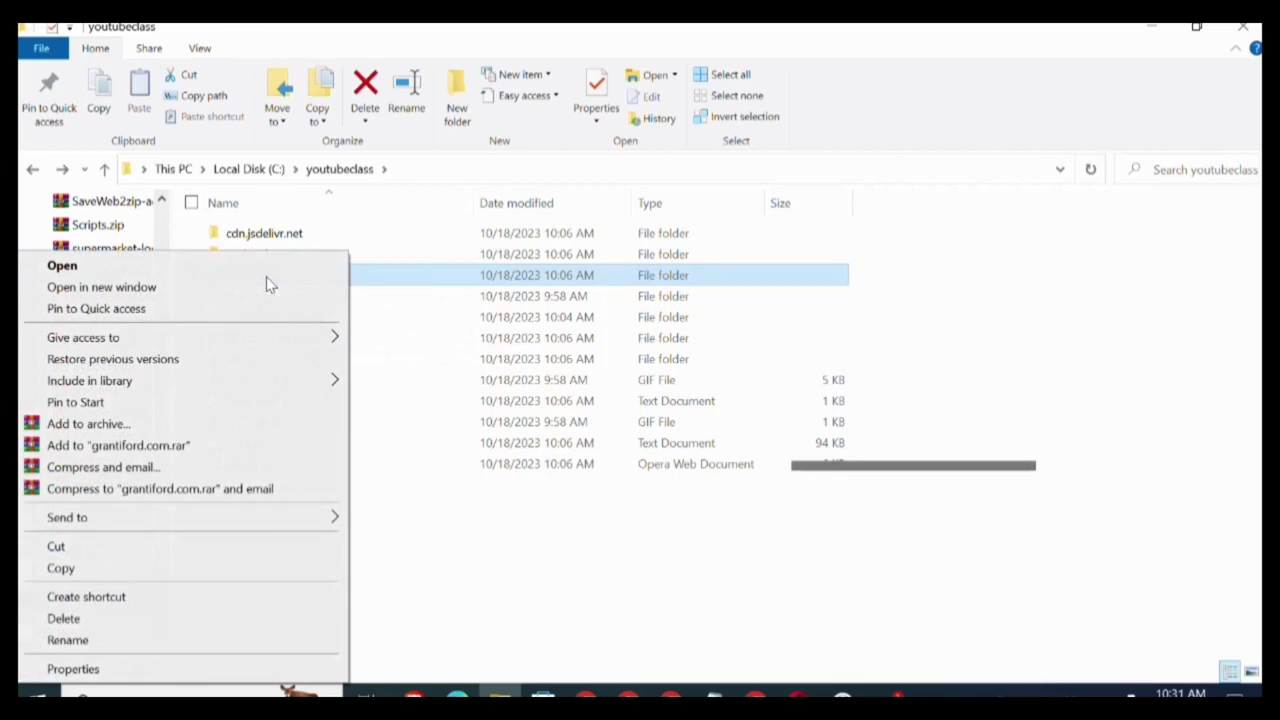 youtubeclass
File Home Share View
Pin to Quick access Copy Paste Cut Copy path Paste shortcut Move to Copy to Delete Rename New folder New item Easy access Properties Open Edit History Select all Select none Invert selection
Clipboard Organize New Open Select
This PC > Local Disk (C:) > youtubeclass > Search youtubeclass
SaveWeb2zip-a
Scripts.zip
Name Date modified Type Size
cdn.jsdelivr.net 10/18/2023 10:06 AM File folder
10/18/2023 10:06 AM File folder
10/18/2023 10:06 AM File folder
10/18/2023 9:58 AM File folder
10/18/2023 10:04 AM File folder
10/18/2023 10:06 AM File folder
10/18/2023 10:06 AM File folder
10/18/2023 9:58 AM GIF File 5 KB
10/18/2023 10:06 AM Text Document 1 KB
10/18/2023 9:58 AM GIF File 1 KB
10/18/2023 10:06 AM Text Document 94 KB
10/18/2023 10:06 AM Opera Web Document
Open
Open in new window
Pin to Quick access
Give access to
Restore previous versions
Include in library
Pin to Start
Add to archive...
Add to "grantiford.com.rar"
Compress and email...
Compress to "grantiford.com.rar" and email
Send to
Cut
Copy
Create shortcut
Delete
Rename
Properties
10:31 AM